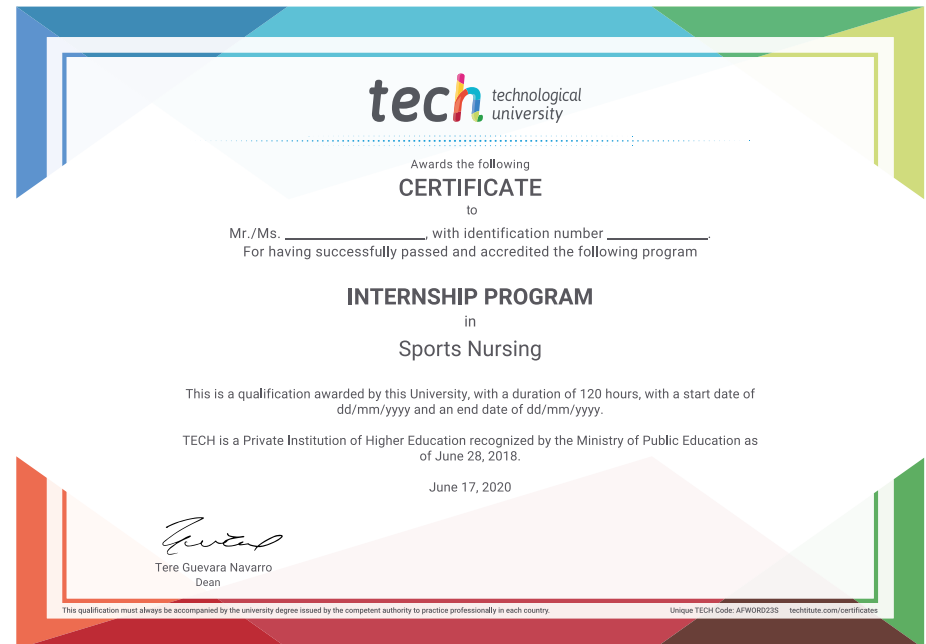 tech technological
university
Awards the following
CERTIFICATE
to
Mr./Ms. ____________________, with identification number ______________.
For having successfully passed and accredited the following program
INTERNSHIP PROGRAM
in
Sports Nursing
This is a qualification awarded by this University, with a duration of 120 hours, with a start date of
dd/mm/yyyy and an end date of dd/mm/yyyy.
TECH is a Private Institution of Higher Education recognized by the Ministry of Public Education as
of June 28, 2018.
June 17, 2020
Tere Guevara Navarro
Dean
This qualification must always be accompanied by the university degree issued by the competent authority to practice professionally in each country.
Unique TECH Code: AFWORD23S techtitute.com/certificates